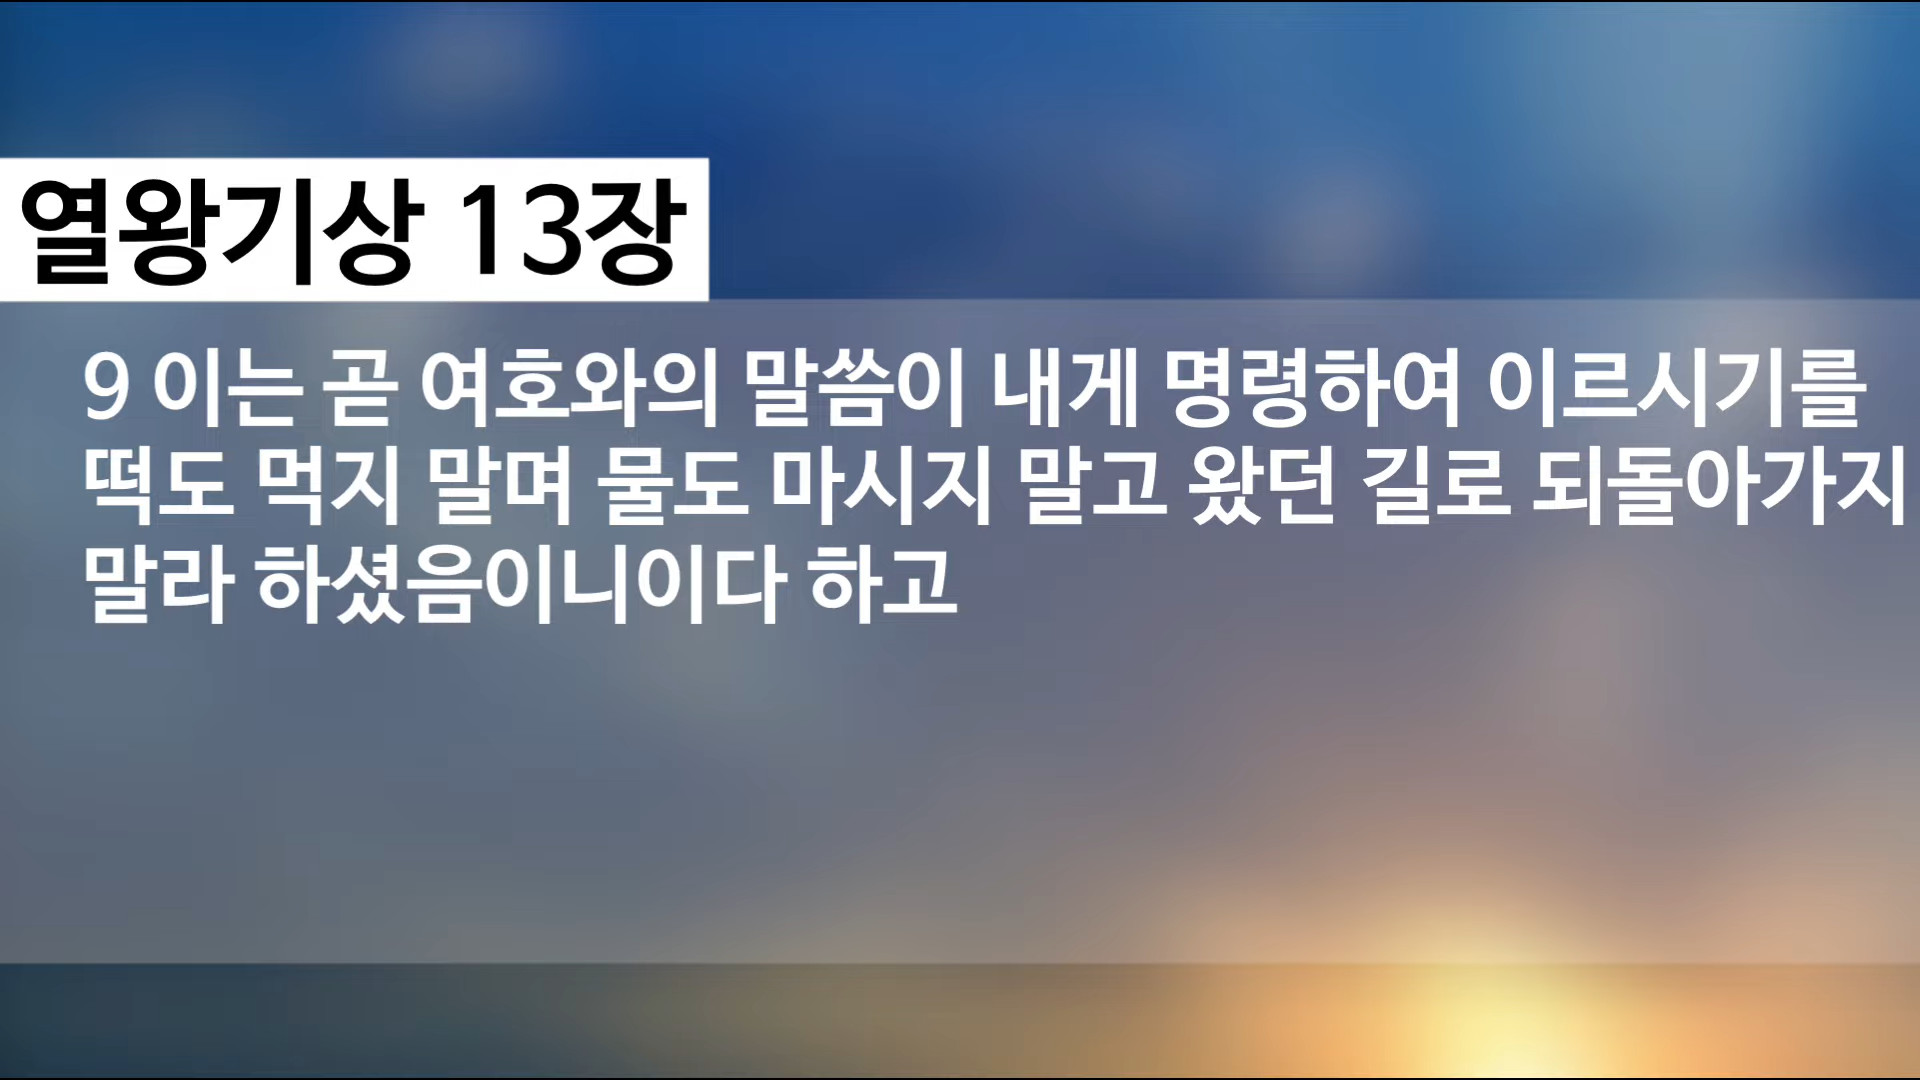 열왕기상 13장
9 이는 곧 여호와의 말씀이 내게 명령하여 이르시기를
떡도 먹지 말며 물도 마시지 말고 왔던 길로 되돌아가지
말라 하셨음이니이다 하고